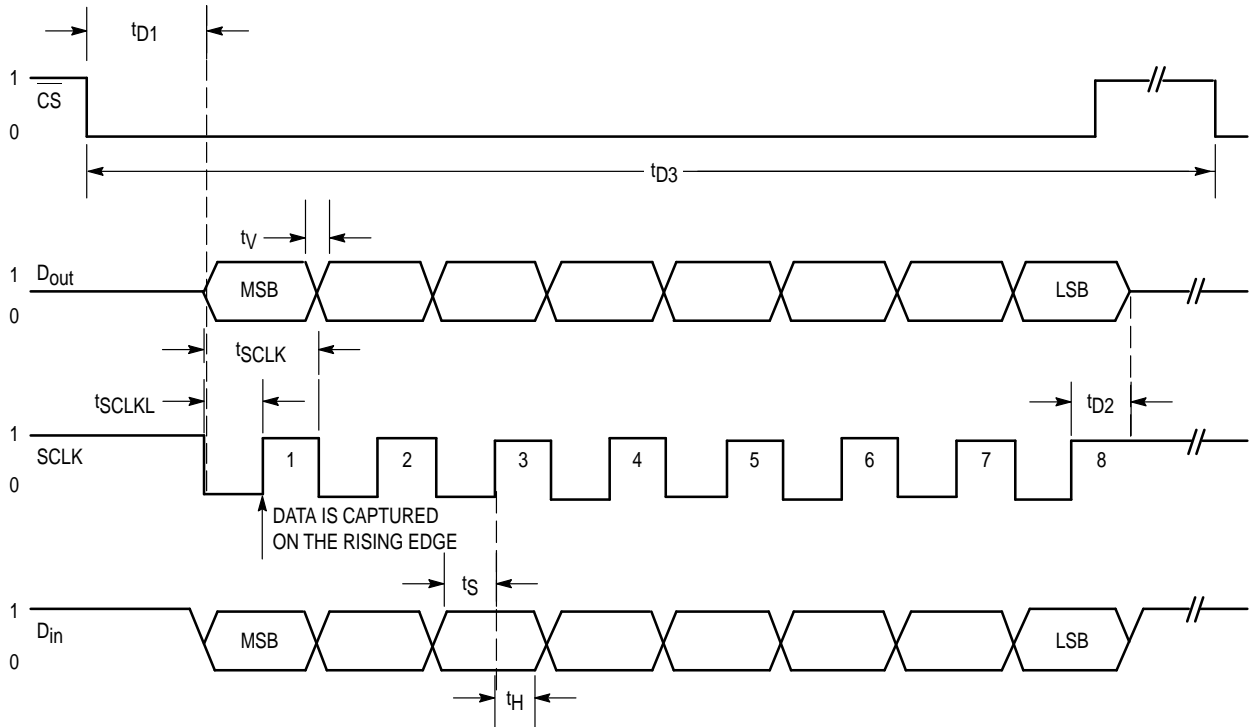 tD1
1
CS
0
tD3
tV
1 Dout
MSB
LSB
0
tSCLK
tSCLKL
tD2
1
SCLK
1 2 3 4 5 6 7 8
0
DATA IS CAPTURED
ON THE RISING EDGE
tS
1
Din
MSB
LSB
0
tH